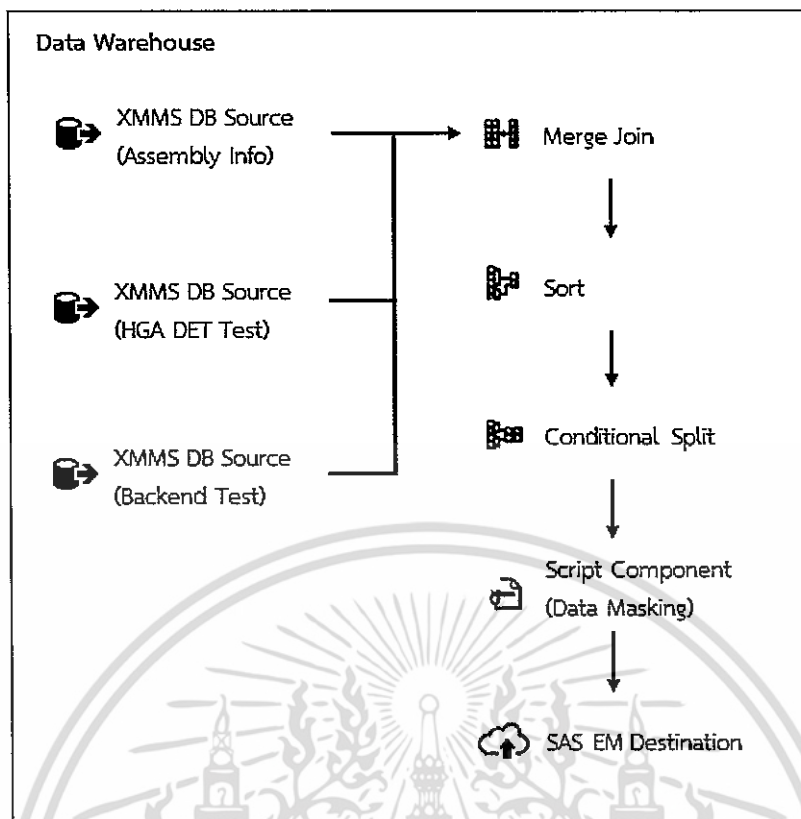 Data Warehouse
XMMS DB Source
(Assembly Info)
XMMS DB Source
(HGA DET Test)
XMMS DB Source
(Backend Test)
Merge Join
Sort
Conditional Split
Script Component
(Data Masking)
SAS EM Destination